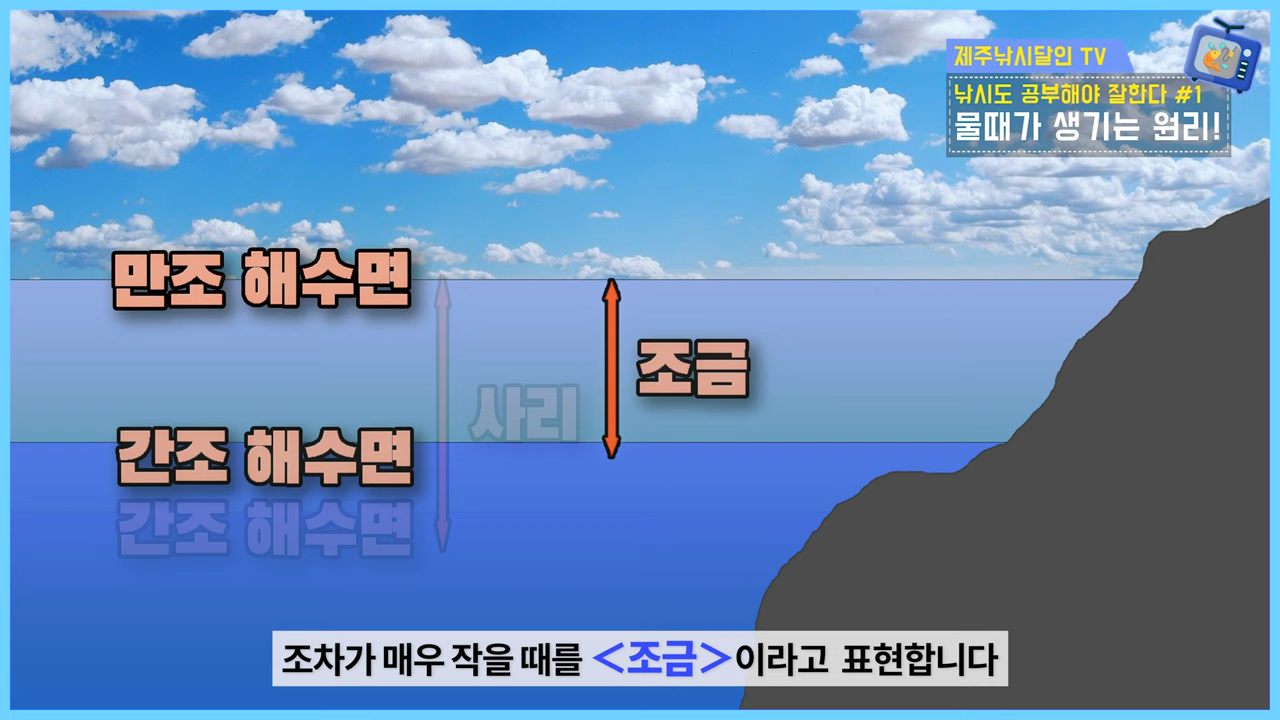 제주낚시달인 TV
낚시도 공부해야 잘한다 #1
물때가 생기는 원리!
만조 해수면
조금
사리
간조 해수면
간조 해수면
조차가 매우 작을 때를 <조금>이라고 표현합니다